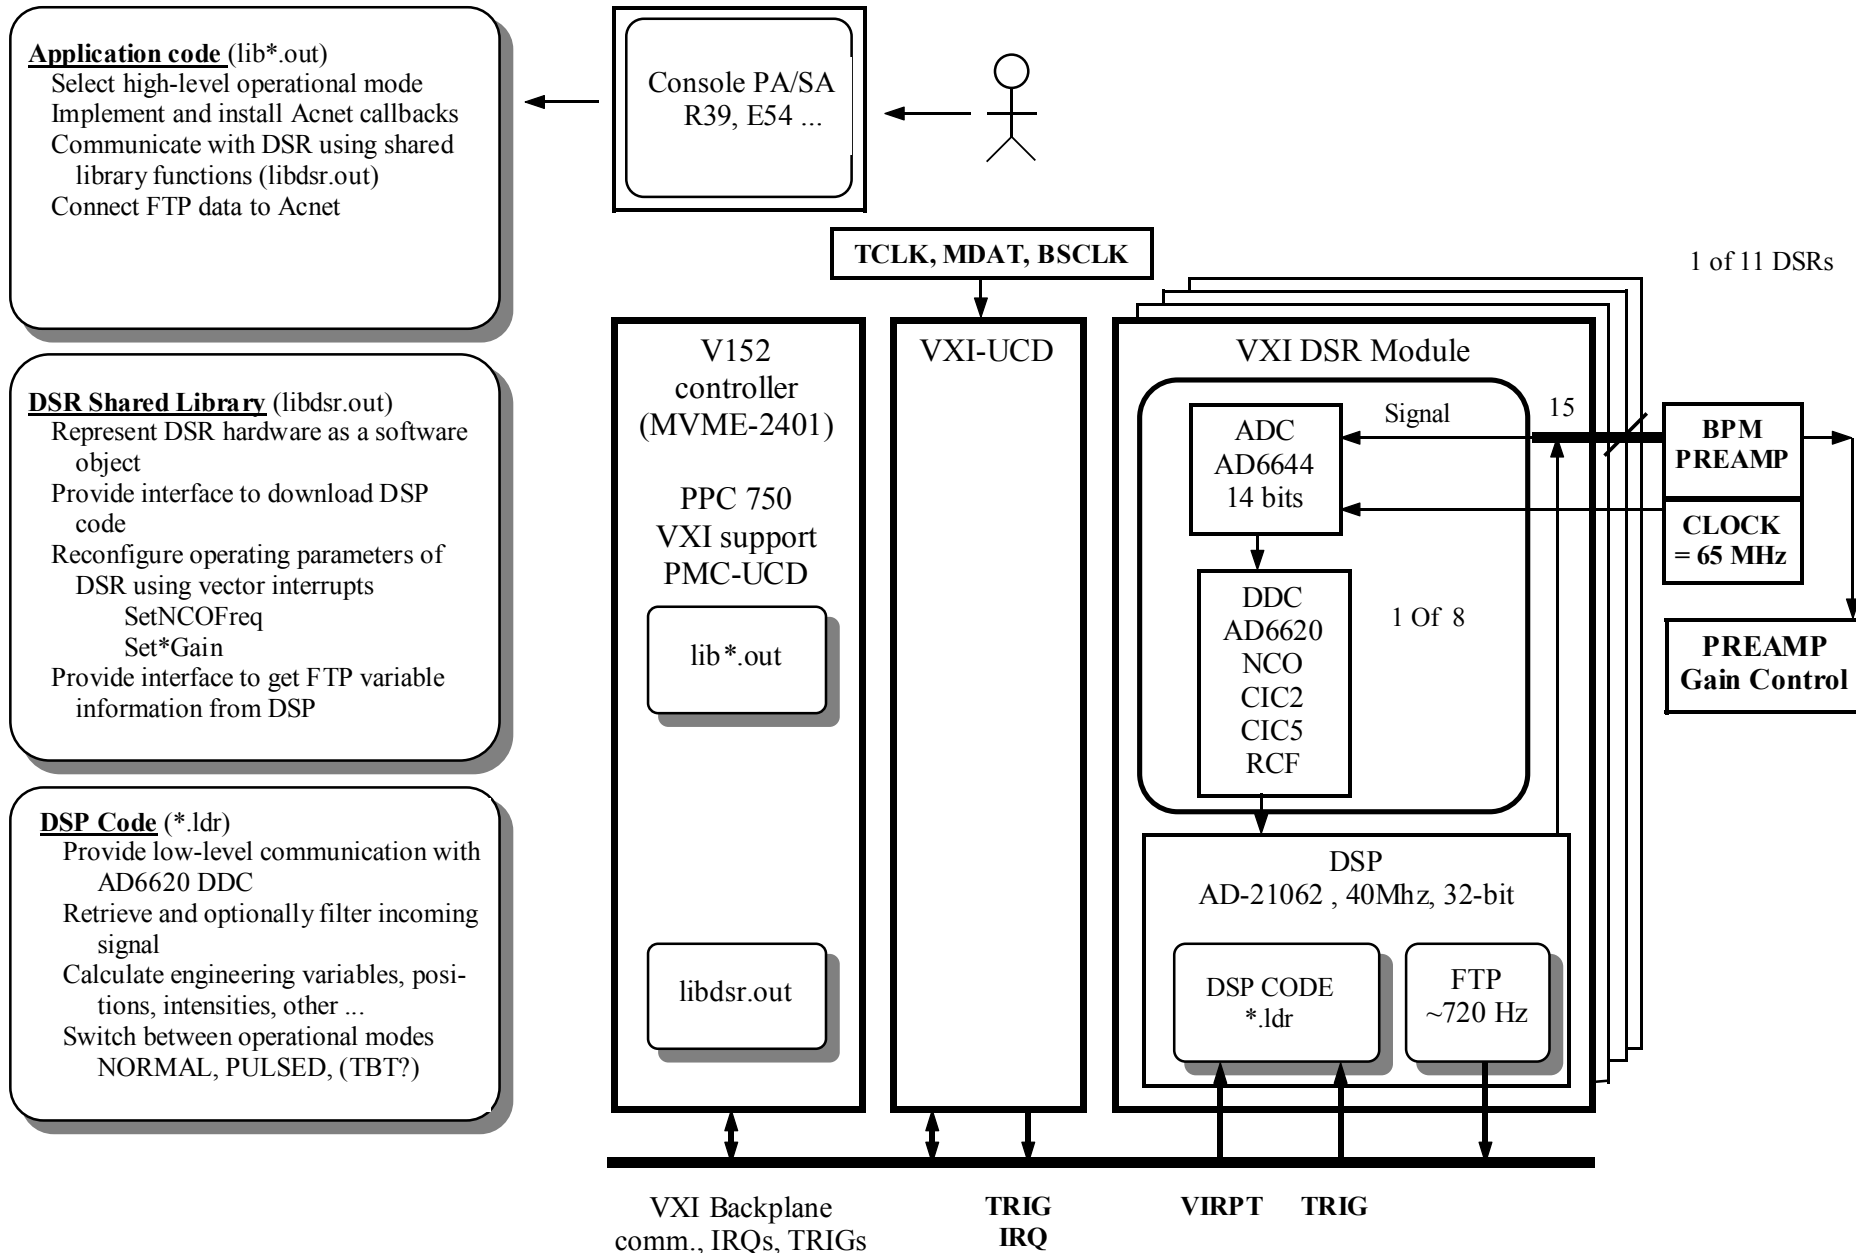 Application code (lib*.out)
Select high-level operational mode
Implement and install Acnet callbacks
Communicate with DSR using shared
library functions (libdsr.out)
Connect FTP data to Acnet
DSR Shared Library (libdsr.out)
Represent DSR hardware as a software
object
Provide interface to download DSP
code
Reconfigure operating parameters of
DSR using vector interrupts
SetNCOFreq
Set*Gain
Provide interface to get FTP variable
information from DSP
DSP Code (*.ldr)
Provide low-level communication with
AD6620 DDC
Retrieve and optionally filter incoming
signal
Calculate engineering variables, posi-
tions, intensities, other ...
Switch between operational modes
NORMAL, PULSED, (TBT?)
Console PA/SA
R39, E54 ...
TCLK, MDAT, BSCLK
1 of 11 DSRs
V152
controller
(MVME-2401)
PPC 750
VXI support
PMC-UCD
lib*.out
libdsr.out
VXI-UCD
VXI DSR Module
ADC
AD6644
14 bits
Signal
15
DDC
AD6620
NCO
CIC2
CIC5
RCF
1 Of 8
BPM
PREAMP
CLOCK
= 65 MHz
PREAMP
Gain Control
DSP
AD-21062 , 40Mhz, 32-bit
DSP CODE
*.ldr
FTP
~720 Hz
VXI Backplane
comm., IRQs, TRIGs
TRIG
IRQ
VIRPT
TRIG